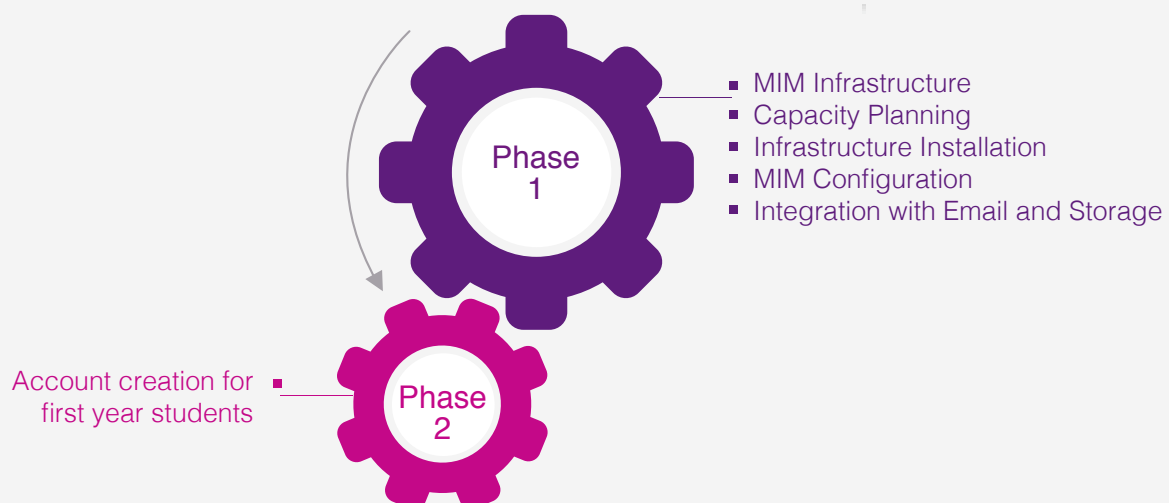 Phase
1
MIM Infrastructure
Capacity Planning
Infrastructure Installation
MIM Configuration
Integration with Email and Storage
Account creation for
first year students
Phase
2